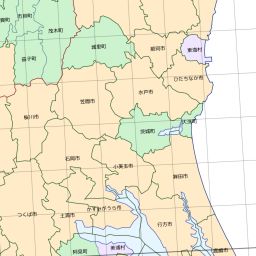 市貝町
茂木町
益子町
城里町
那珂市
東海村
ひたちなか市
水戸市
笠間市
桜川市
大洗町
茨城町
石岡市
小美玉市
鉾田市
かすみがうら市
つくば市
土浦市
行方市
阿見町
美浦村
鹿嶋市